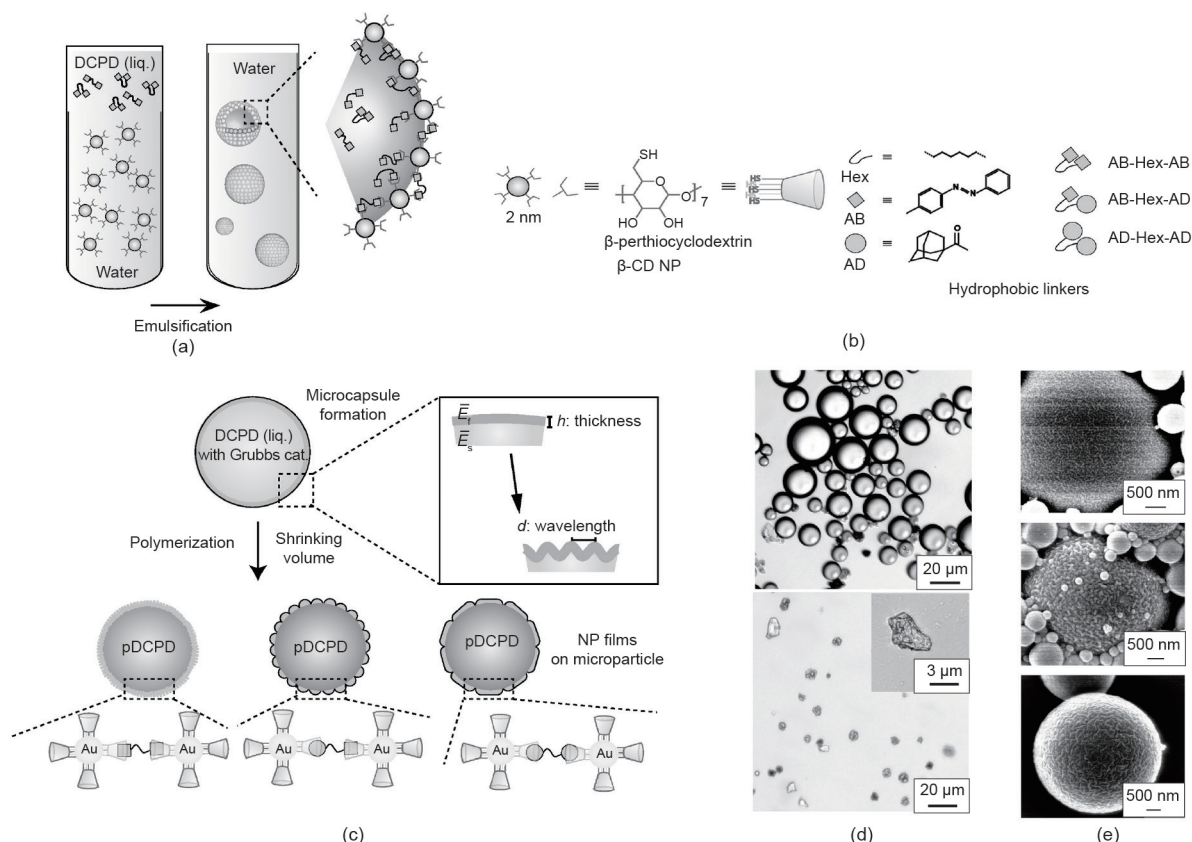 DCPD (liq.)
Water
Water
Emulsification
(a)
2 nm
SH
O
O
HO
OH
7
β-perthiocyclodextrin
β-CD NP
HS
HS
HS
Hex
AB
N
N
AD
O
AB-Hex-AB
AB-Hex-AD
AD-Hex-AD
Hydrophobic linkers
(b)
Microcapsule
formation
DCPD (liq.)
with Grubbs cat.
Ef
Es
h: thickness
d: wavelength
Polymerization
Shrinking
volume
pDCPD
pDCPD
pDCPD
NP films
on microparticle
Au
Au
Au
Au
Au
Au
(c)
20 μm
3 μm
20 μm
(d)
500 nm
500 nm
500 nm
(e)